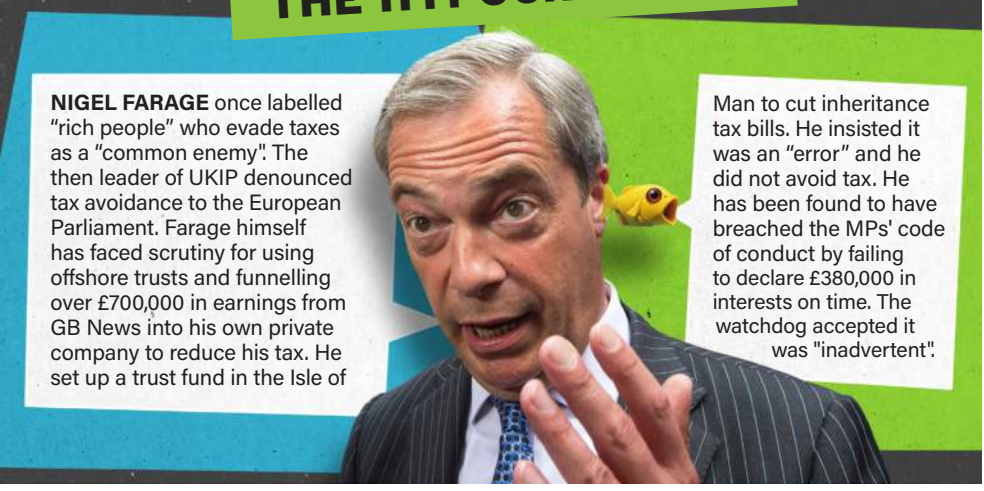 THE
NIGEL FARAGE once labelled
“rich people” who evade taxes
as a “common enemy”. The
then leader of UKIP denounced
tax avoidance to the European
Parliament. Farage himself
has faced scrutiny for using
offshore trusts and funnelling
over £700,000 in earnings from
GB News into his own private
company to reduce his tax. He
set up a trust fund in the Isle of
Man to cut inheritance
tax bills. He insisted it
was an “error” and he
did not avoid tax. He
has been found to have
breached the MPs' code
of conduct by failing
to declare £380,000 in
interests on time. The
watchdog accepted it
was "inadvertent".